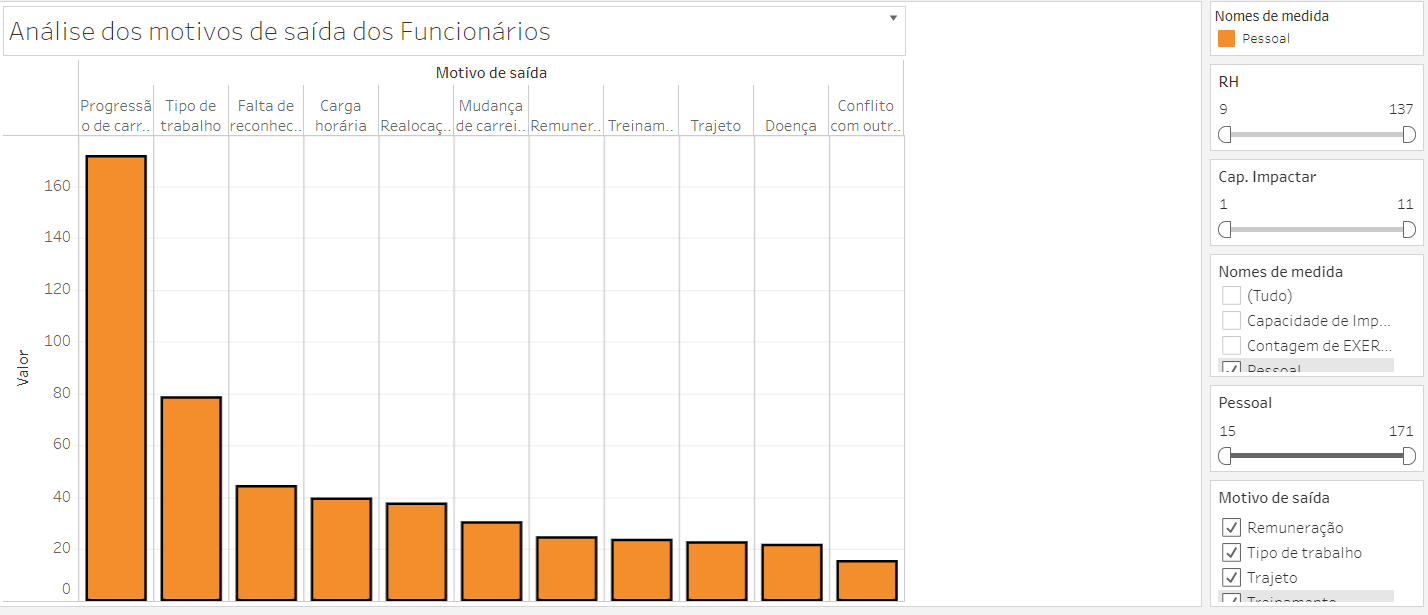 Análise dos motivos de saída dos Funcionários
Motivo de saída
Progressã
o de carr..
Tipo de
trabalho
Falta de
reconhec..
Carga
horária
Realocaç..
Mudança
de carrei..
Remuner..
Treinam..
Trajeto
Doença
Conflito
com outr..
Valor
160
140
120
100
80
60
40
20
0
Nomes de medida
Pessoal
RH
9 137
Cap. Impactar
1 11
Nomes de medida
(Tudo)
Capacidade de Imp...
Contagem de EXER...
Pessoal
Pessoal
15 171
Motivo de saída
Remuneração
Tipo de trabalho
Trajeto
Treinamento